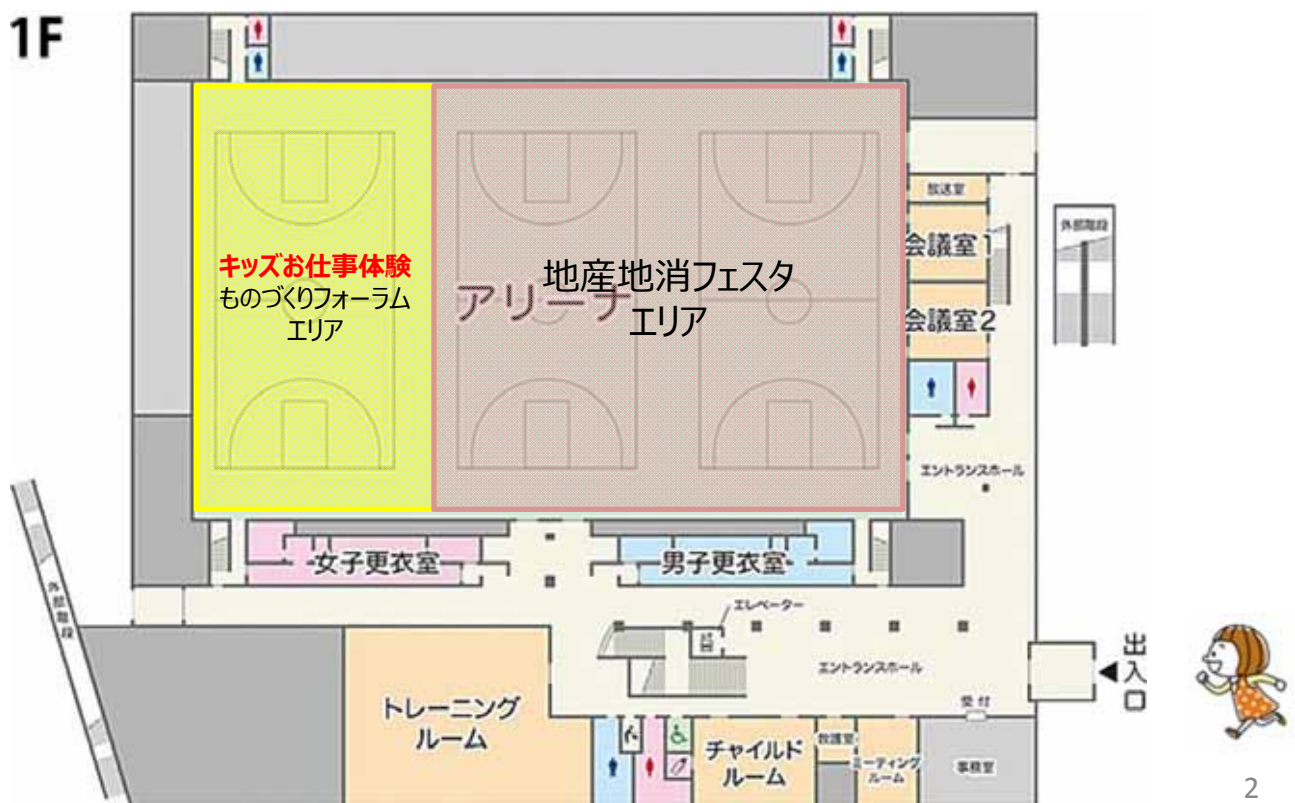 1F
放送室
会議室1
外部階段
会議室2
キッズお仕事体験
ものづくりフォーラム
エリア
アリーナ
地産地消フェスタ
エリア
エントランスホール
女子更衣室
男子更衣室
外部階段
エレベーター
エントランスホール
出入口
受付
トレーニング
ルーム
チャイルド
ルーム
救護室
ミーティング
ルーム
事務室
2